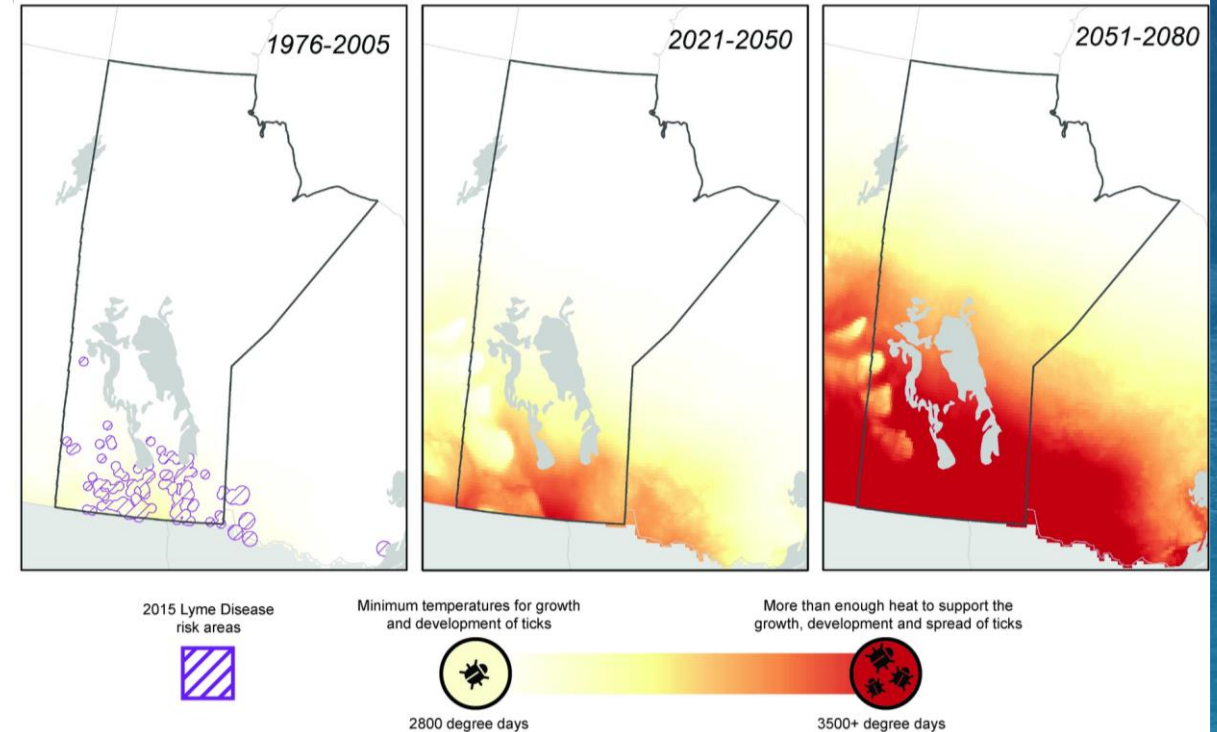 1976-2005
2021-2050
2051-2080
2015 Lyme Disease
risk areas
Minimum temperatures for growth
and development of ticks
2800 degree days
More than enough heat to support the
growth, development and spread of ticks
3500+ degree days